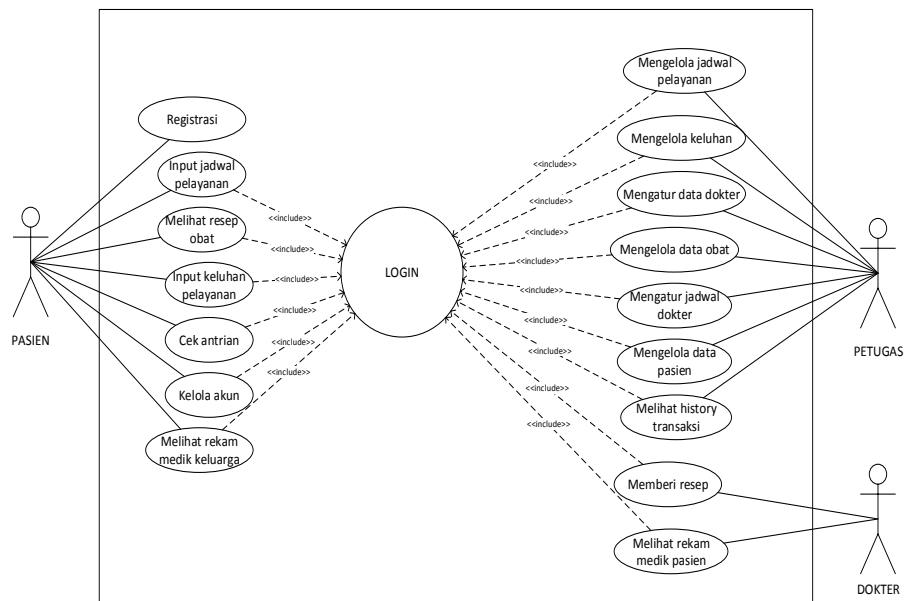 PASIEN
Registrasi
Input jadwal
pelayanan
Melihat resep
obat
Input keluhan
pelayanan
Cek antrian
Kelola akun
Melihat rekam
medik keluarga
<<include>>
<<include>>
<<include>>
<<include>>
<<include>>
<<include>>
LOGIN
<<include>>
<<include>>
<<include>>
<<include>>
<<include>>
<<include>>
<<include>>
<<include>>
<<include>>
Mengelola jadwal
pelayanan
Mengelola keluhan
Mengatur data dokter
Mengelola data obat
Mengatur jadwal
dokter
Mengelola data
pasien
Melihat history
transaksi
Memberi resep
Melihat rekam
medik pasien
PETUGAS
DOKTER